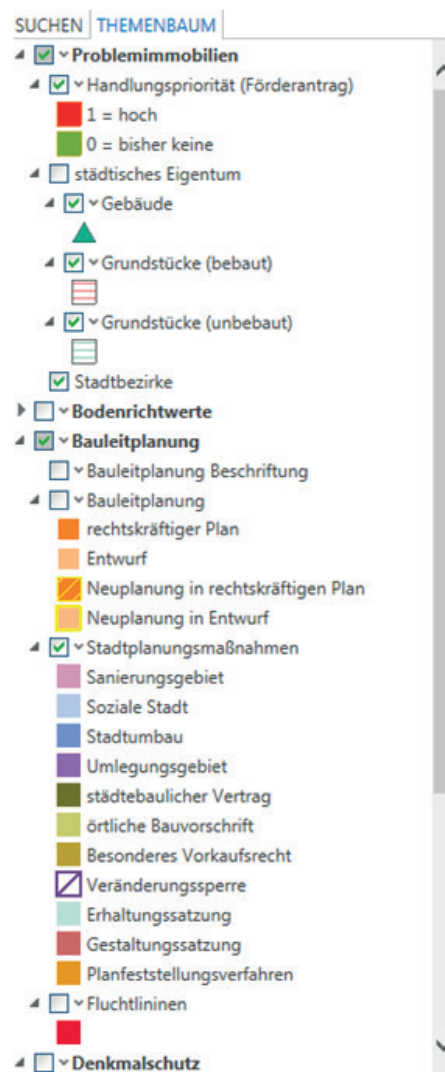 SUCHEN THEMENBAUM
Problemimmobilien
Handlungspriorität (Förderantrag)
1 = hoch
0 = bisher keine
städtisches Eigentum
Gebäude
Grundstücke (bebaut)
Grundstücke (unbebaut)
Stadtbezirke
Bodenrichtwerte
Bauleitplanung
Bauleitplanung Beschriftung
Bauleitplanung
rechtskräftiger Plan
Entwurf
Neuplanung in rechtskräftigen Plan
Neuplanung in Entwurf
Stadtplanungsmaßnahmen
Sanierungsgebiet
Soziale Stadt
Stadtumbau
Umlegungsgebiet
städtebaulicher Vertrag
örtliche Bauvorschrift
Besonderes Vorkaufsrecht
Veränderungssperre
Erhaltungssatzung
Gestaltungssatzung
Planfeststellungsverfahren
Fluchtlininen
Denkmalschutz